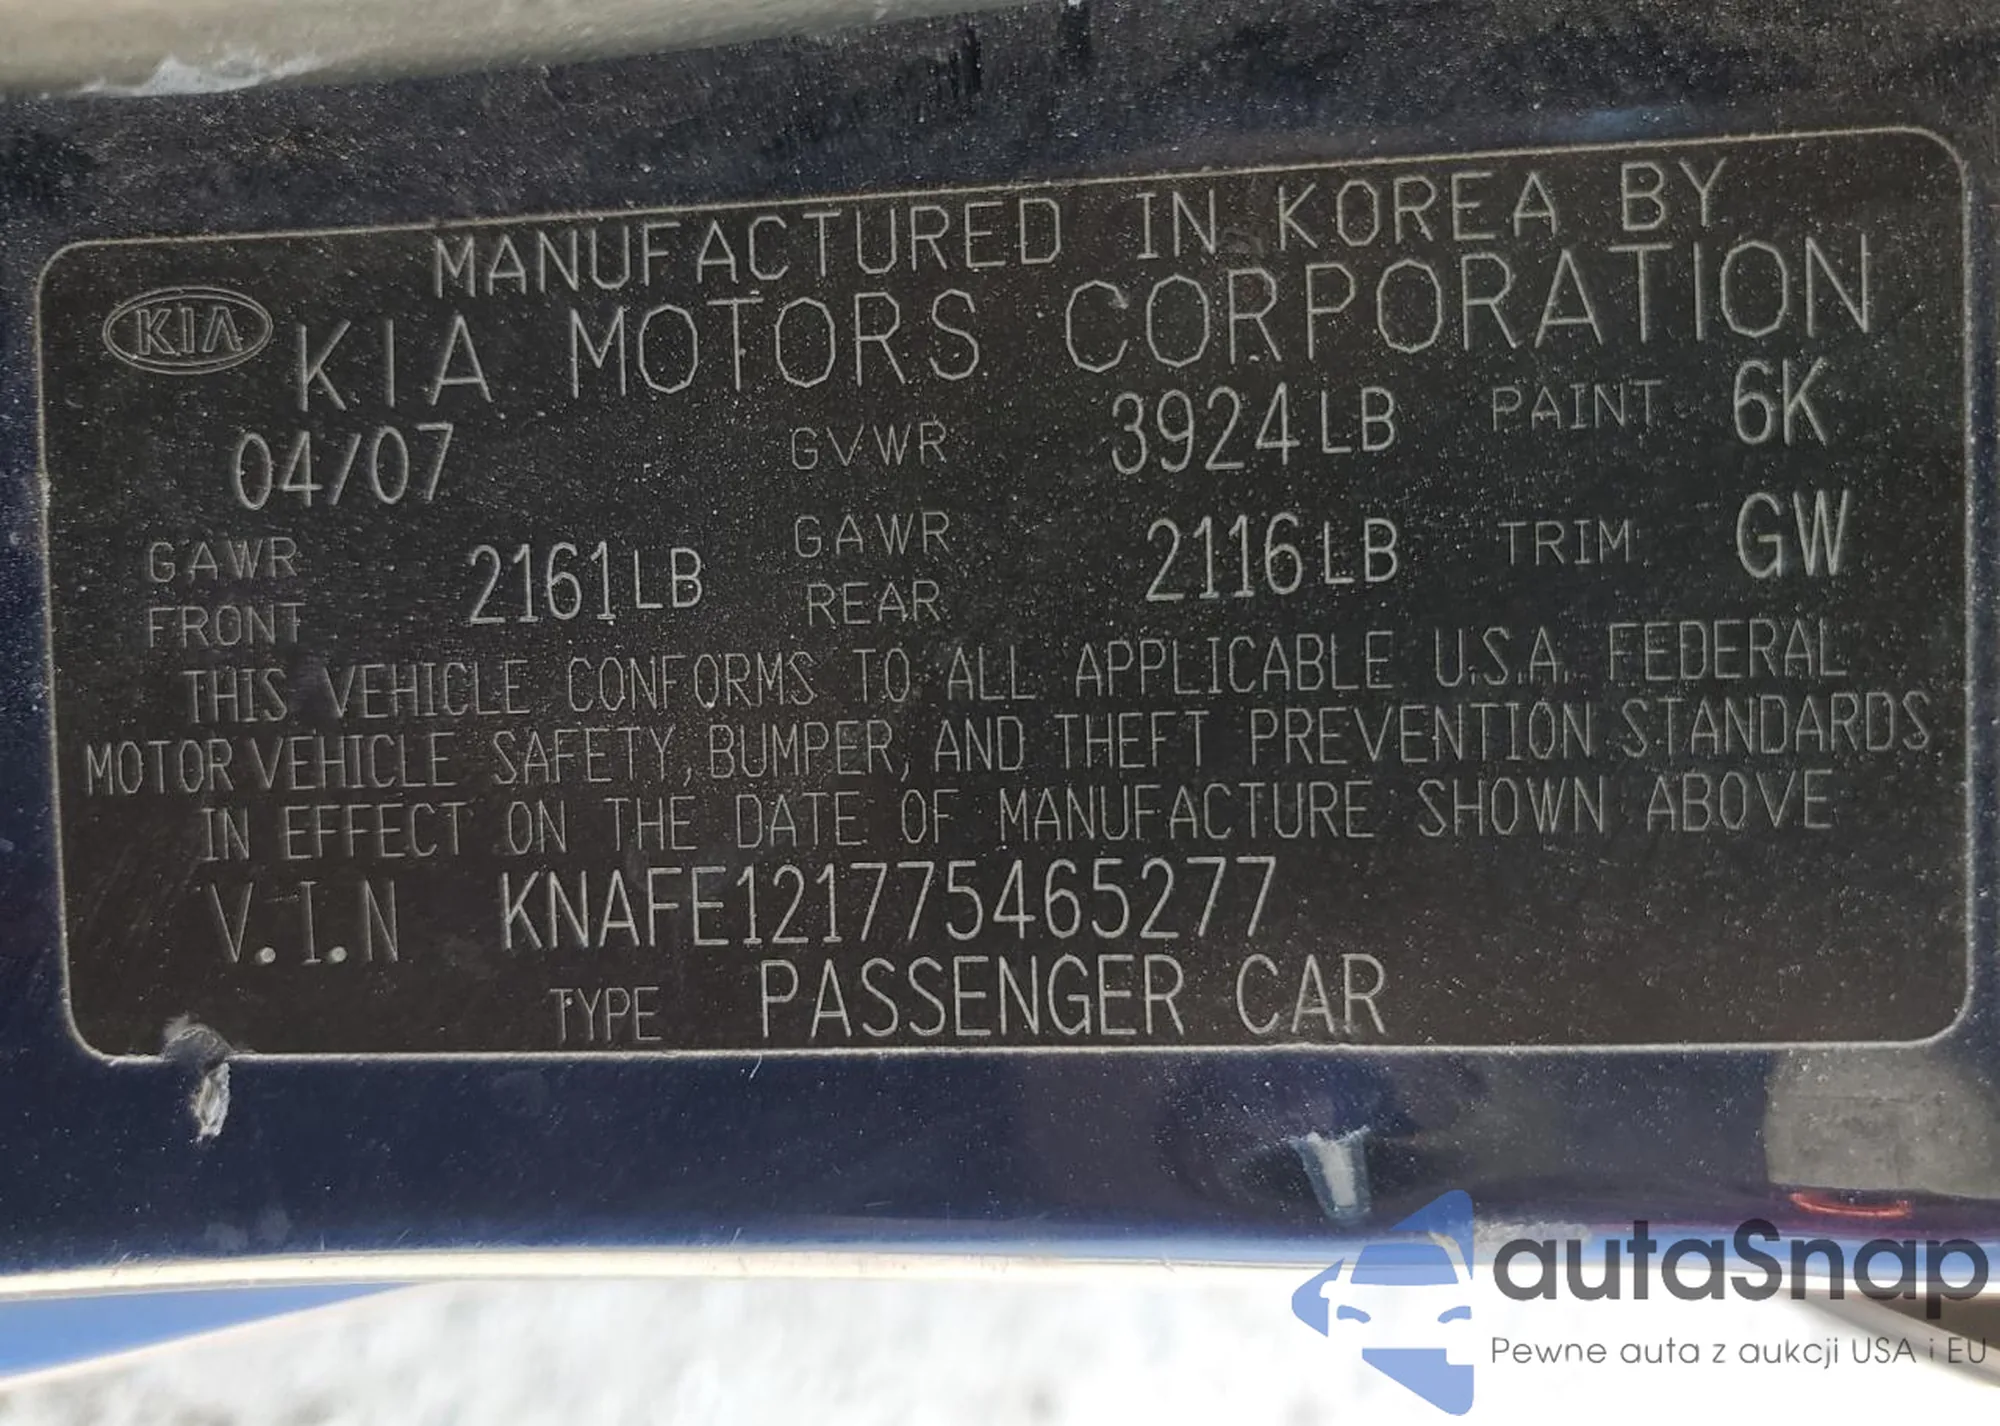 MANUFACTURED IN KOREA BY
KIA KIA MOTORS CORPORATION
04/07 GVWR 3924LB PAINT 6K
GAWR FRONT 2161LB GAWR REAR 2116LB TRIM GW
THIS VEHICLE CONFORMS TO ALL APPLICABLE U.S.A. FEDERAL
MOTOR VEHICLE SAFETY, BUMPER, AND THEFT PREVENTION STANDARDS
IN EFFECT ON THE DATE OF MANUFACTURE SHOWN ABOVE
V.I.N KNAFE121775465277
TYPE PASSENGER CAR
autaSnap
Pewne auta z aukcji USA i EU